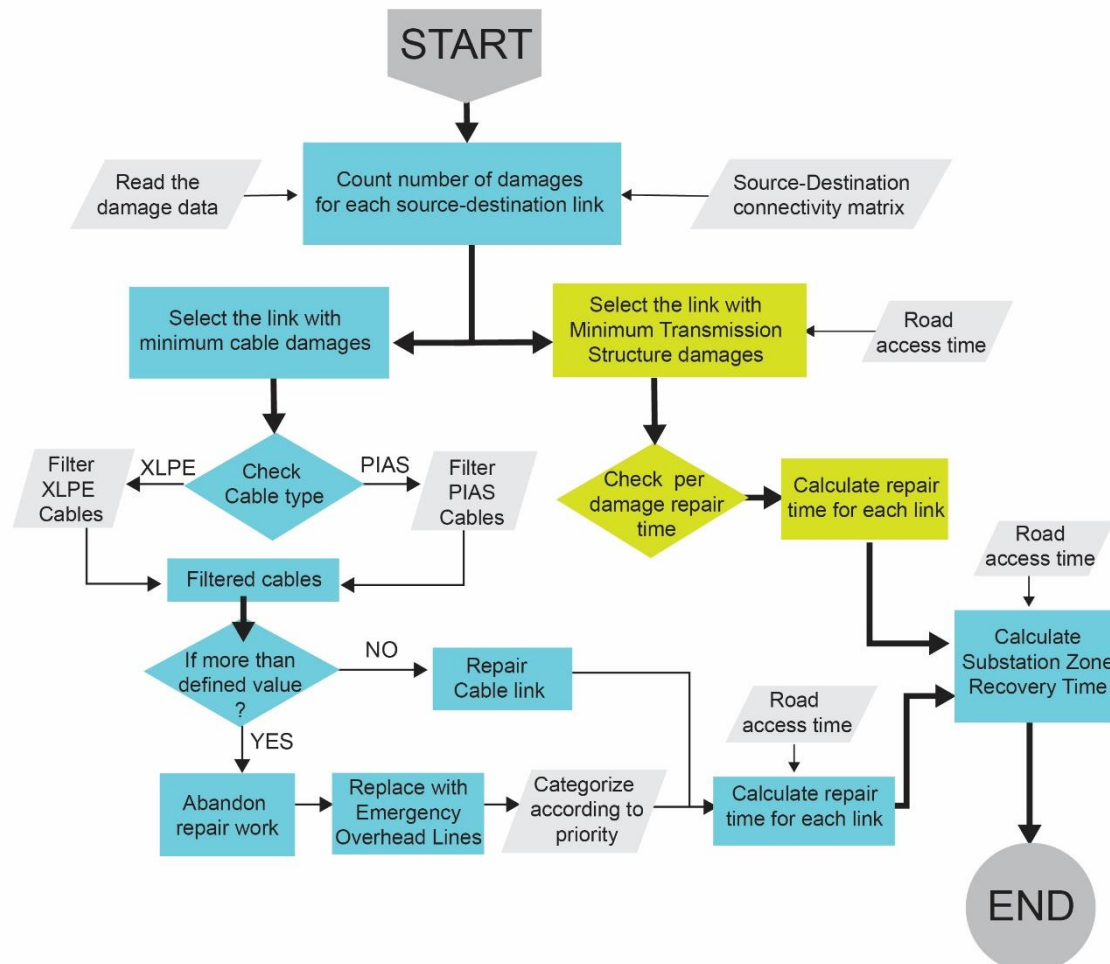 START
Read the
damage data
Count number of damages
for each source-destination link
Source-Destination
connectivity matrix
Select the link with
minimum cable damages
Select the link with
Minimum Transmission
Structure damages
Road
access time
Filter
XLPE
Cables
XLPE
Check
Cable type
PIAS
Filter
PIAS
Cables
Check per
damage repair
time
Calculate repair
time for each link
Road
access time
Filtered cables
Calculate
Substation Zone
Recovery Time
If more than
defined value
?
NO
Repair
Cable link
YES
Road
access time
Abandon
repair work
Replace with
Emergency
Overhead Lines
Categorize
according to
priority
Calculate repair
time for each link
END